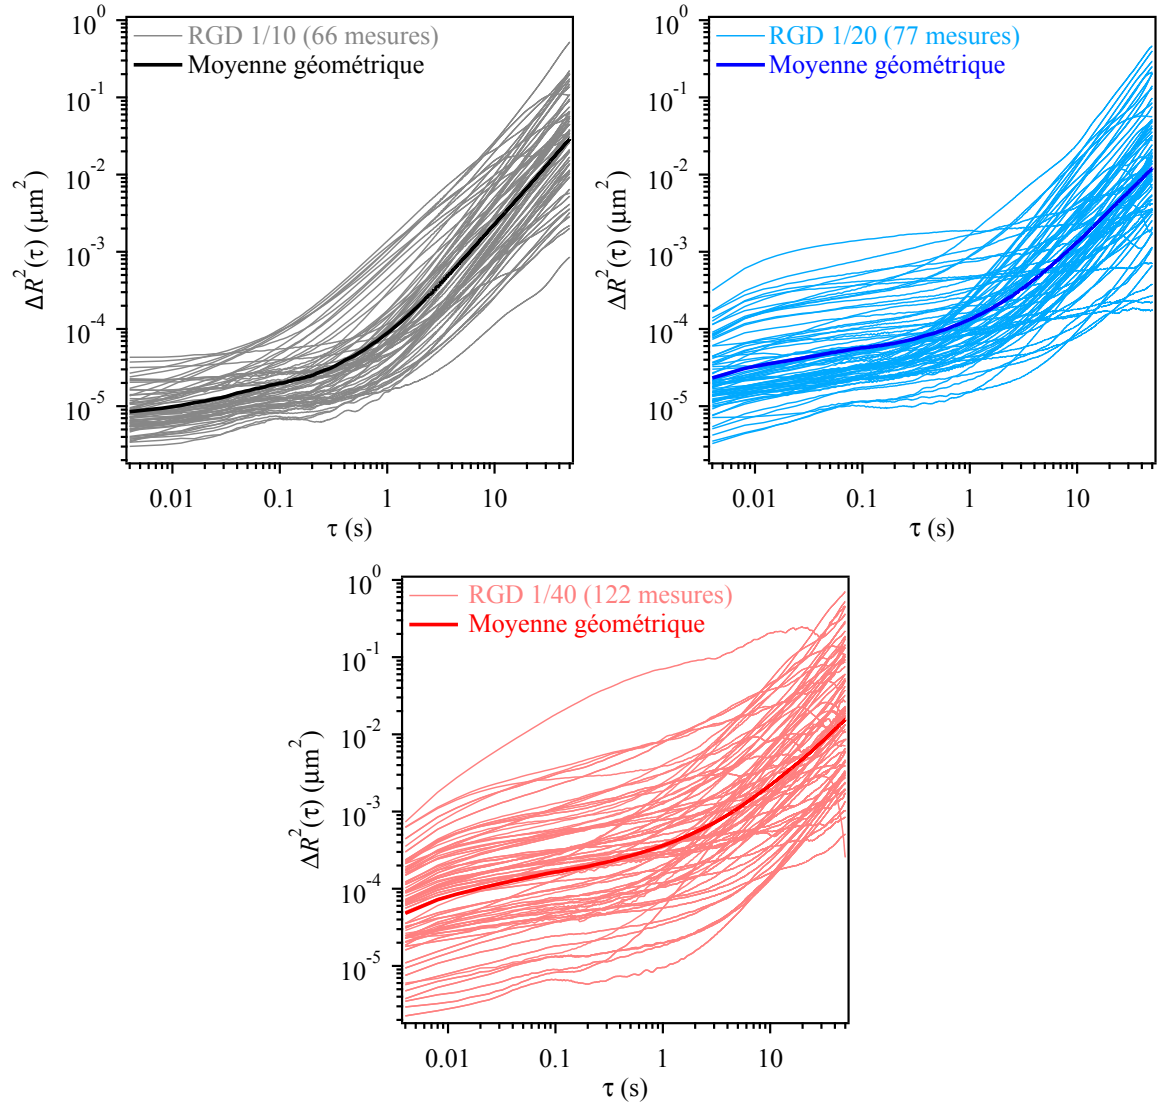 10^0
RGD 1/10 (66 mesures)
Moyenne géométrique
10^-1
10^-2
10^-3
10^-4
10^-5
ΔR^2(τ) (μm^2)
0.01 0.1 1 10
τ (s)
10^0
RGD 1/20 (77 mesures)
Moyenne géométrique
10^-1
10^-2
10^-3
10^-4
10^-5
ΔR^2(τ) (μm^2)
0.01 0.1 1 10
τ (s)
10^0
RGD 1/40 (122 mesures)
Moyenne géométrique
10^-1
10^-2
10^-3
10^-4
10^-5
ΔR^2(τ) (μm^2)
0.01 0.1 1 10
τ (s)